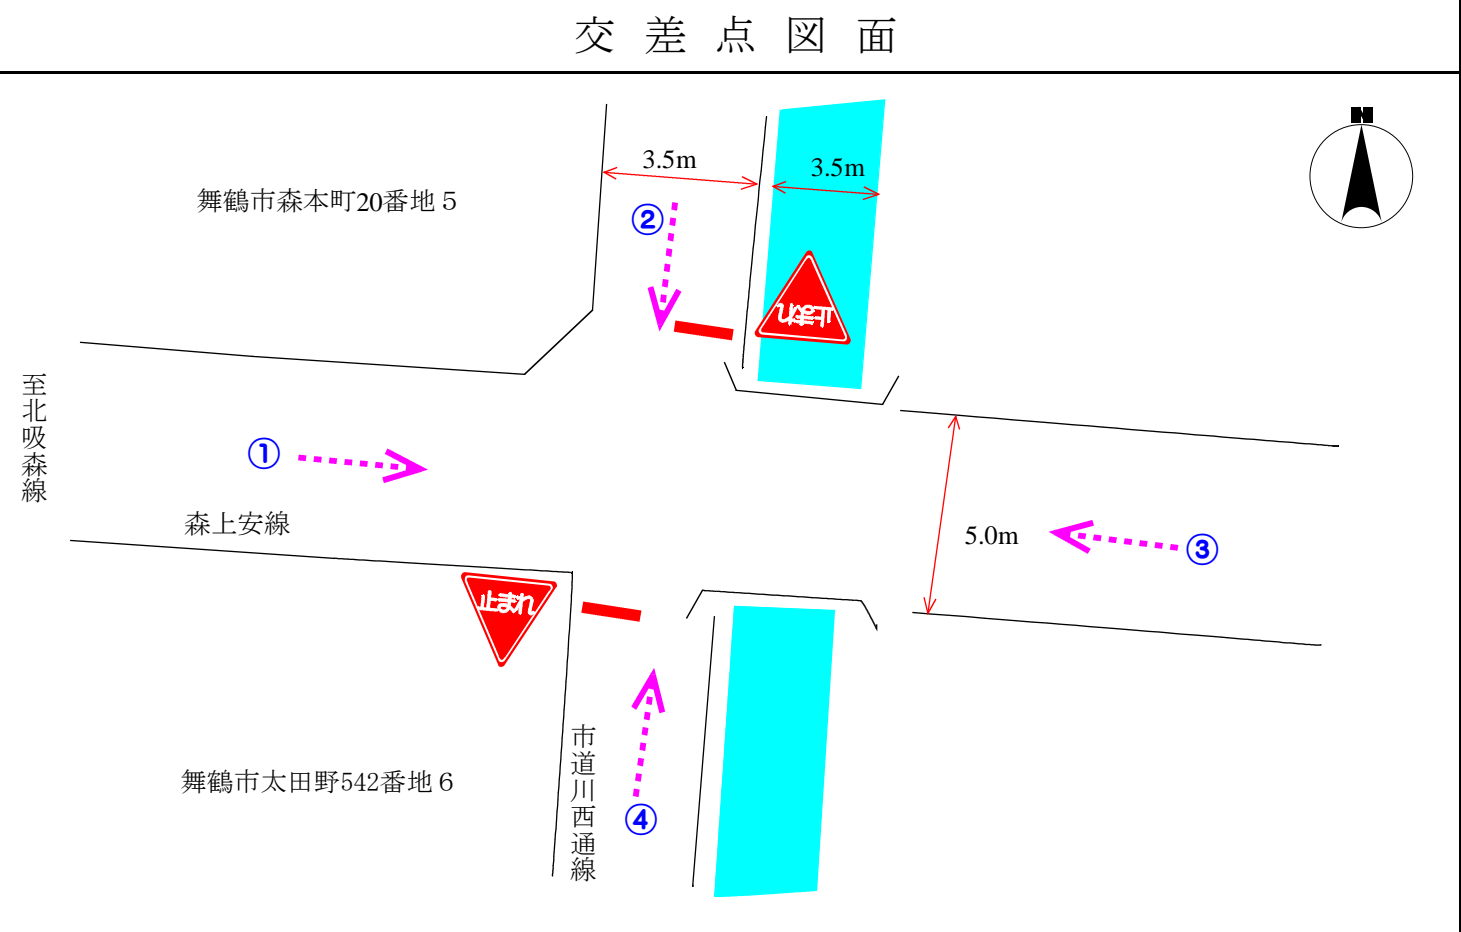 交差点図面
N
3.5m
3.5m
舞鶴市森本町20番地５
②
止まれ
至北吸森線
①
森上安線
5.0m
③
止まれ
市道川西通線
舞鶴市太田野542番地６
④